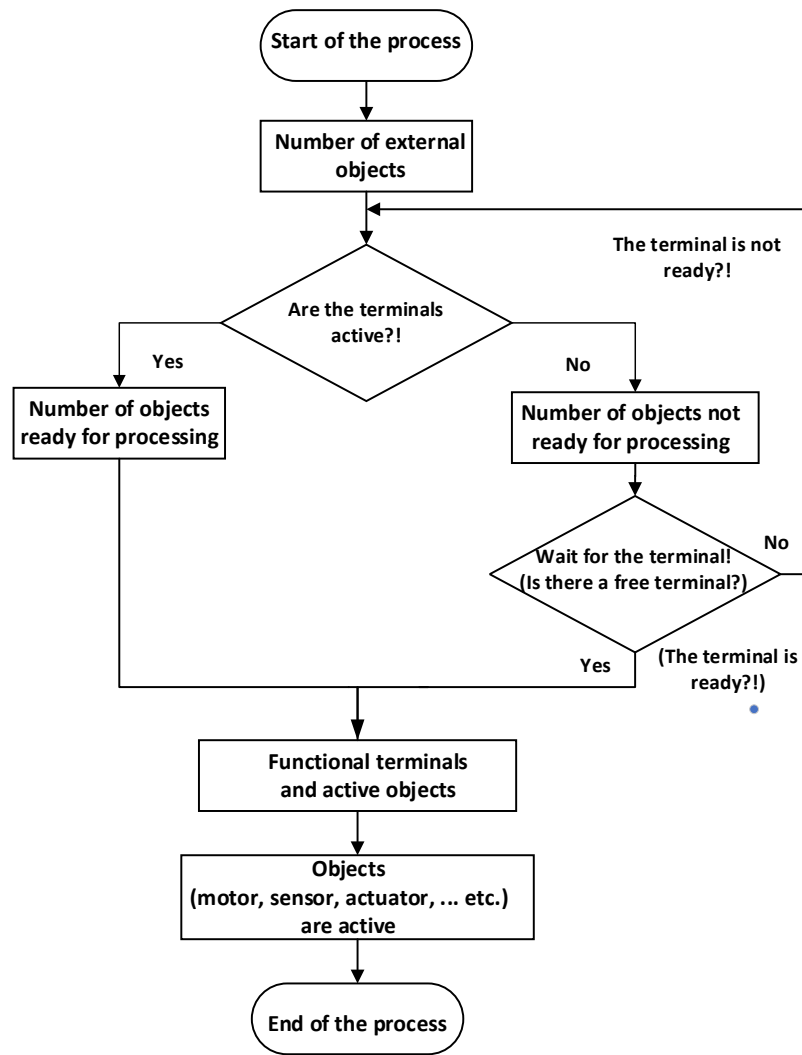 Start of the process
Number of external
objects
The terminal is not
ready?!
Are the terminals
active?!
Yes
No
Number of objects
ready for processing
Number of objects not
ready for processing
Wait for the terminal!
(Is there a free terminal?)
No
Yes
(The terminal is
ready?!)
Functional terminals
and active objects
Objects
(motor, sensor, actuator, ... etc.)
are active
End of the process